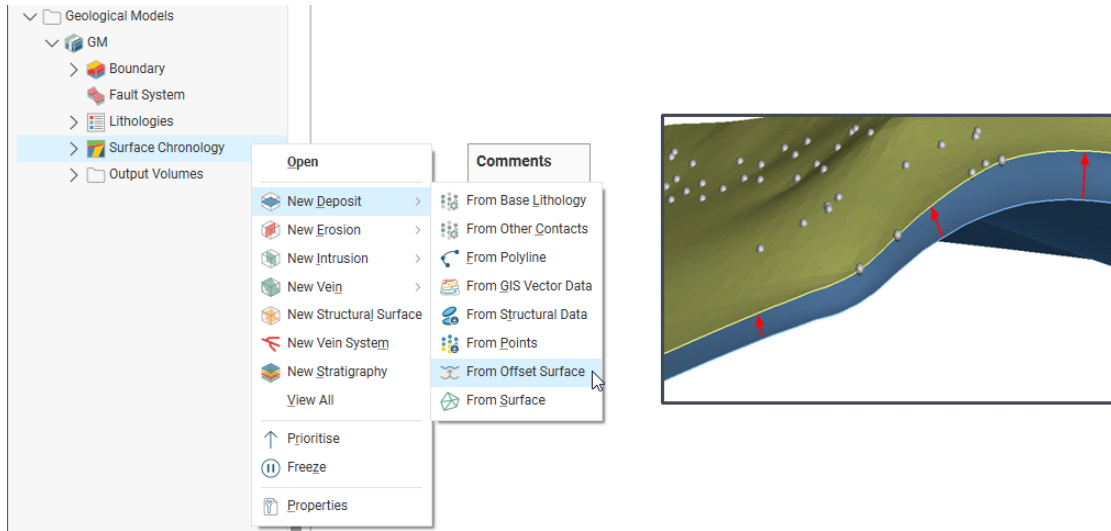 Geological Models
GM
Boundary
Fault System
Lithologies
Surface Chronology
Output Volumes
Open
New Deposit
New Erosion
New Intrusion
New Vein
New Structural Surface
New Vein System
New Stratigraphy
View All
Prioritise
Freeze
Properties
Comments
From Base Lithology
From Other Contacts
From Polyline
From GIS Vector Data
From Structural Data
From Points
From Offset Surface
From Surface